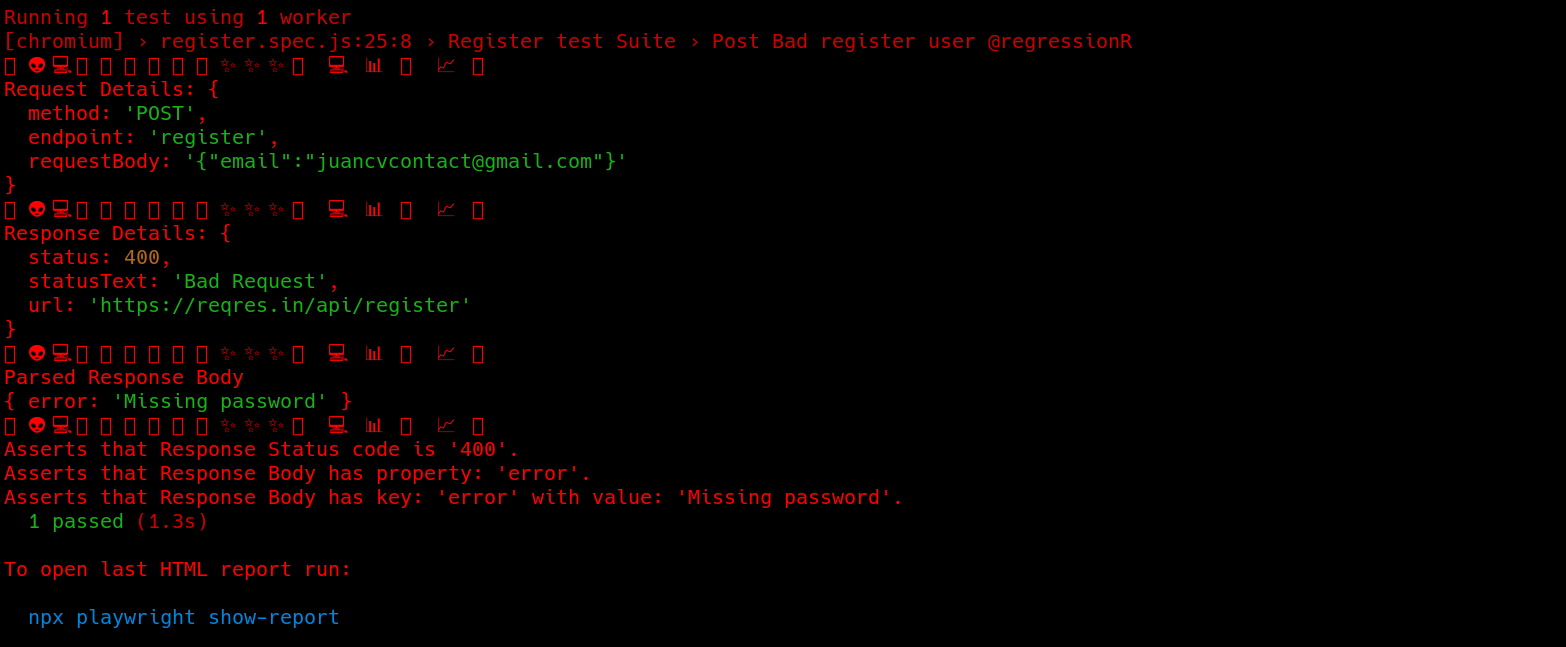 Running 1 test using 1 worker
[chromium] › register.spec.js:25:8 › Register test Suite › Post Bad register user @regressionR
Request Details: {
  method: 'POST',
  endpoint: 'register',
  requestBody: '{"email":"juancvcontact@gmail.com"}'
}
Response Details: {
  status: 400,
  statusText: 'Bad Request',
  url: 'https://reqres.in/api/register'
}
Parsed Response Body
{ error: 'Missing password' }
Asserts that Response Status code is '400'.
Asserts that Response Body has property: 'error'.
Asserts that Response Body has key: 'error' with value: 'Missing password'.
  1 passed (1.3s)
To open last HTML report run:
  npx playwright show-report